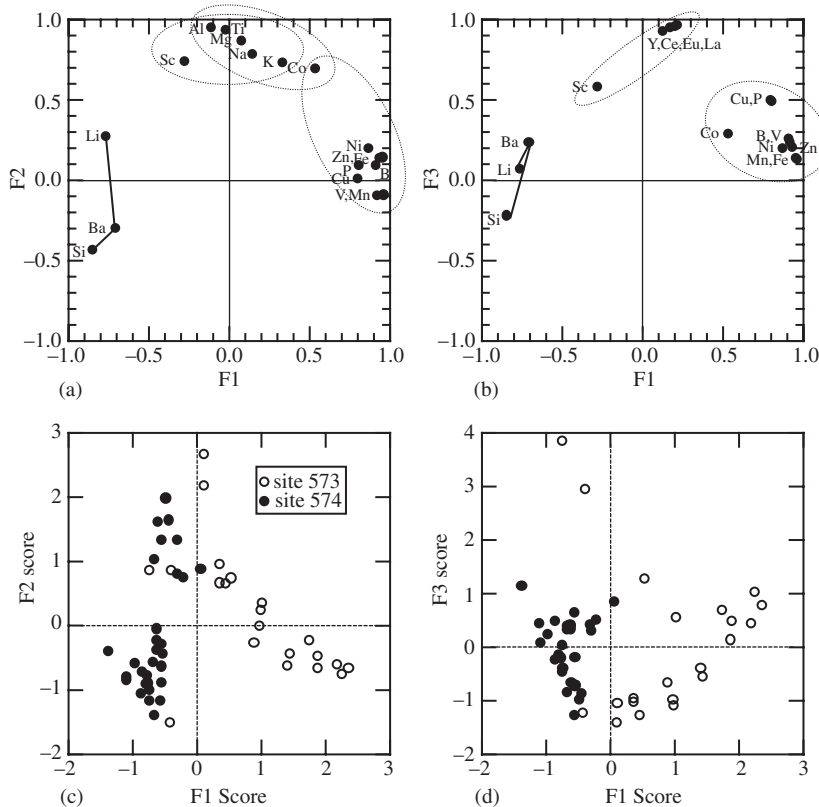 1.0
Al
Ti
Mg
Na
Sc
K
Co
0.5
Li
Ni
Zn,Fe
P
B
Cu
0.0
V,Mn
F2
Ba
Si
−0.5
−1.0
−1.0
−0.5
0.0
0.5
1.0
(a)
F1
1.0
Y,Ce,Eu,La
Sc
0.5
Cu,P
Co
B,V
Ba
Ni
Zn
Mn,Fe
Li
0.0
F3
Si
−0.5
−1.0
−1.0
−0.5
0.0
0.5
1.0
(b)
F1
3
2
site 573
site 574
1
F2 score
0
−1
−2
−2
−1
0
1
2
3
(c)
F1 Score
4
3
2
1
F3 score
0
−1
−2
−2
−1
0
1
2
3
(d)
F1 Score